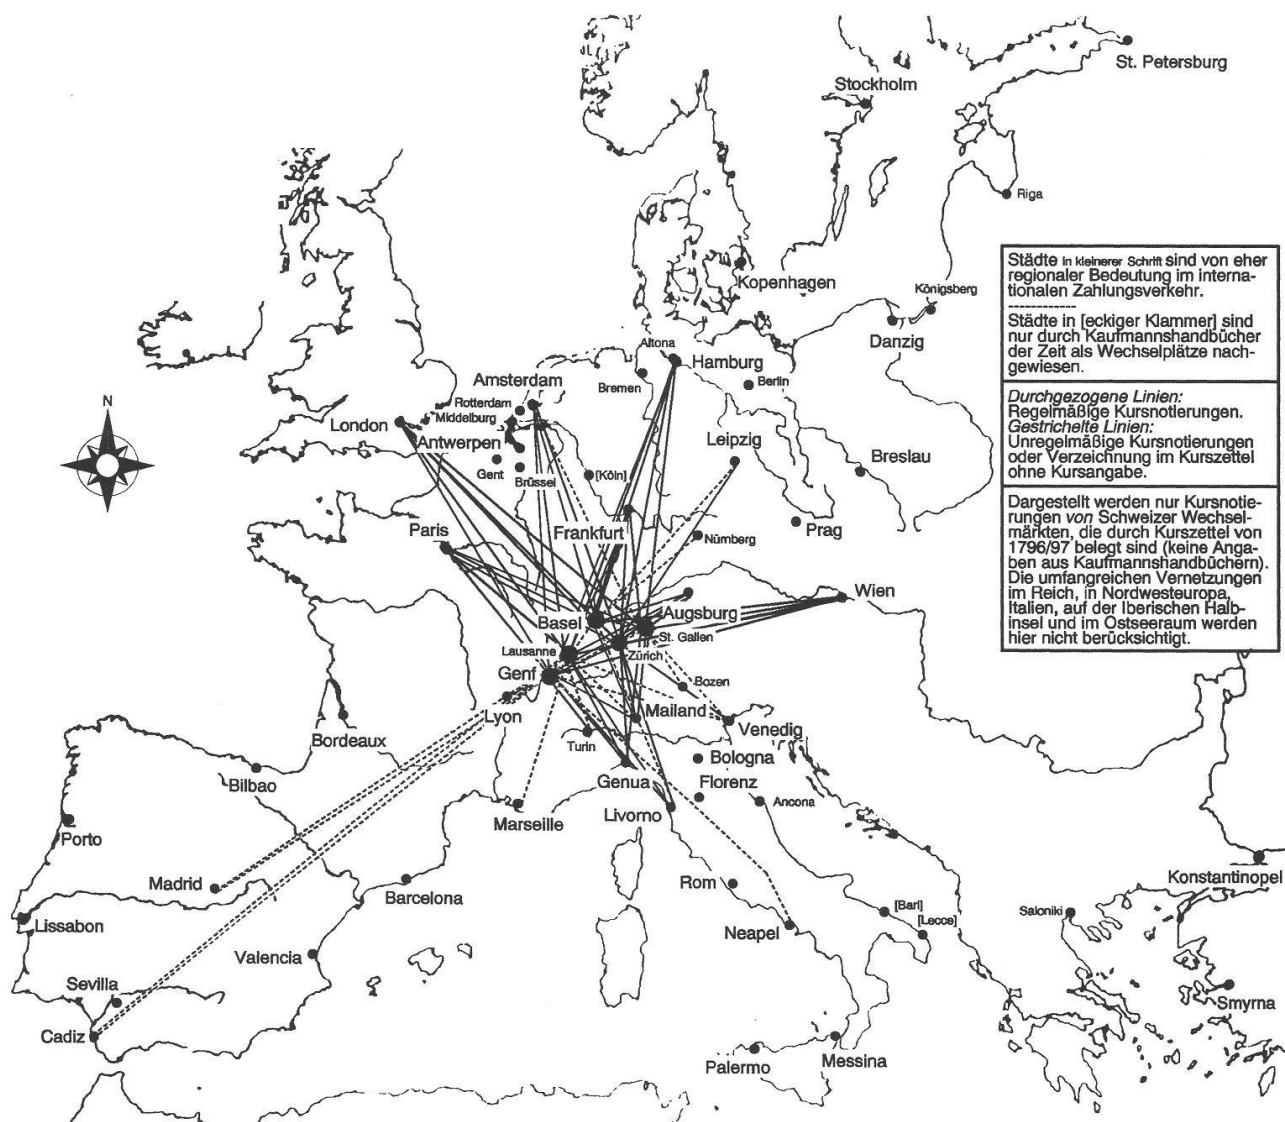 St. Petersburg
Stockholm
Riga
Kopenhagen
Königsberg
Danzig
Altona
Hamburg
Bremen
Berlin
Amsterdam
Rotterdam
Middelburg
London
Antwerpen
Gent
Brüssel
[Köln]
Leipzig
Breslau
N
Paris
Frankfurt
Nürnberg
Prag
Wien
Augsburg
Basel
St. Gallen
Lausanne
Zürich
Genf
Bozen
Lyon
Mailand
Venedig
Turin
Bordeaux
Bologna
Genua
Florenz
Bilbao
Marseille
Livorno
Ancona
Porto
Madrid
Barcelona
Rom
Konstantinopel
Lissabon
[Bari]
[Lecce]
Saloniki
Neapel
Valencia
Sevilla
Smyrna
Cadiz
Messina
Palermo
Städte in kleinerer Schrift sind von eher
regionaler Bedeutung im interna-
tionalen Zahlungsverkehr.
------------
Städte in [eckiger Klammer] sind
nur durch Kaufmannshandbücher
der Zeit als Wechselplätze nach-
gewiesen.
Durchgezogene Linien:
Regelmäßige Kursnotierungen.
Gestrichelte Linien:
Unregelmäßige Kursnotierungen
oder Verzeichnung im Kurszettel
ohne Kursangabe.
Dargestellt werden nur Kursnotie-
rungen von Schweizer Wechsel-
märkten, die durch Kurszettel von
1796/97 belegt sind (keine Anga-
ben aus Kaufmannshandbüchern).
Die umfangreichen Vernetzungen
im Reich, in Nordwesteuropa,
Italien, auf der Iberischen Halb-
insel und im Ostseeraum werden
hier nicht berücksichtigt.